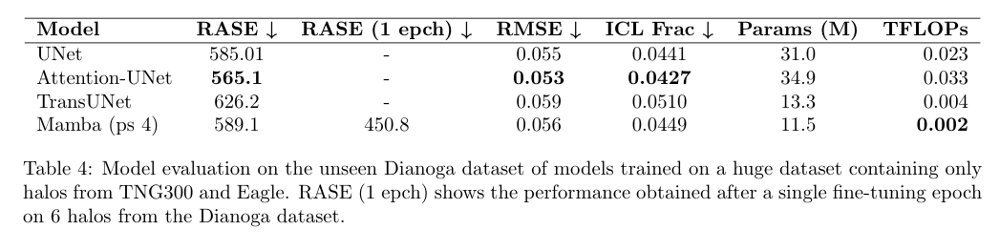 Model RASE ↓ RASE (1 epch) ↓ RMSE ↓ ICL Frac ↓ Params (M) TFLOPs
UNet 585.01 - 0.055 0.0441 31.0 0.023
Attention-UNet 565.1 - 0.053 0.0427 34.9 0.033
TransUNet 626.2 - 0.059 0.0510 13.3 0.004
Mamba (ps 4) 589.1 450.8 0.056 0.0449 11.5 0.002
Table 4: Model evaluation on the unseen Dianoga dataset of models trained on a huge dataset containing only
halos from TNG300 and Eagle. RASE (1 epch) shows the performance obtained after a single fine-tuning epoch
on 6 halos from the Dianoga dataset.